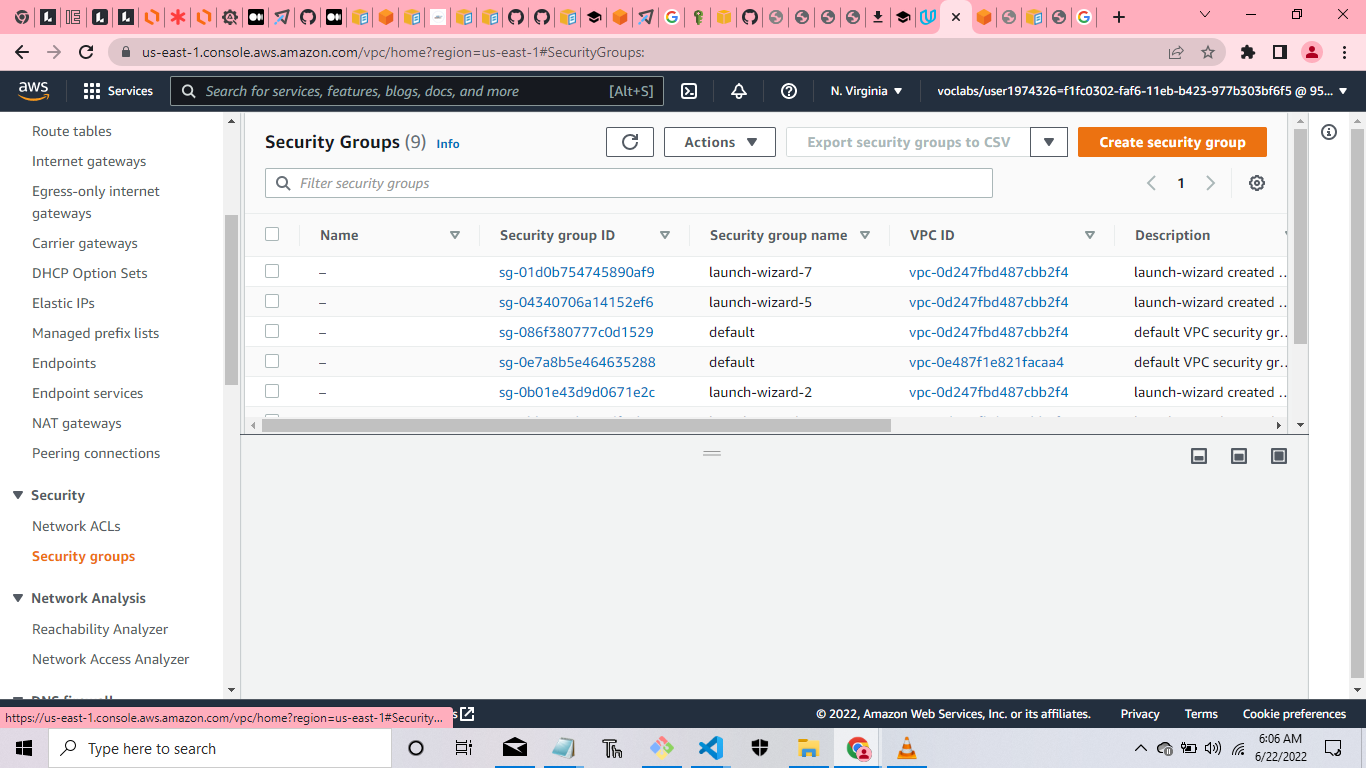 us-east-1.console.aws.amazon.com/vpc/home?region=us-east-1#SecurityGroups:
aws
Services
Search for services, features, blogs, docs, and more
[Alt+S]
N. Virginia
voclabs/user1974326=f1fc0302-faf6-11eb-b423-977b303bf6f5 @ 95...
Route tables
Internet gateways
Egress-only internet
gateways
Carrier gateways
DHCP Option Sets
Elastic IPs
Managed prefix lists
Endpoints
Endpoint services
NAT gateways
Peering connections
Security
Network ACLs
Security groups
Network Analysis
Reachability Analyzer
Network Access Analyzer
Security Groups (9) Info
Actions
Export security groups to CSV
Create security group
Filter security groups
1
Name Security group ID Security group name VPC ID Description
– sg-01d0b754745890af9 launch-wizard-7 vpc-0d247fbd487cbb2f4 launch-wizard created ...
– sg-04340706a14152ef6 launch-wizard-5 vpc-0d247fbd487cbb2f4 launch-wizard created ...
– sg-086f380777c0d1529 default vpc-0d247fbd487cbb2f4 default VPC security gr...
– sg-0e7a8b5e464635288 default vpc-0e487f1e821facaa4 default VPC security gr...
– sg-0b01e43d9d0671e2c launch-wizard-2 vpc-0d247fbd487cbb2f4 launch-wizard created ...
https://us-east-1.console.aws.amazon.com/vpc/home?region=us-east-1#Security...
© 2022, Amazon Web Services, Inc. or its affiliates.
Privacy
Terms
Cookie preferences
Type here to search
6:06 AM
6/22/2022